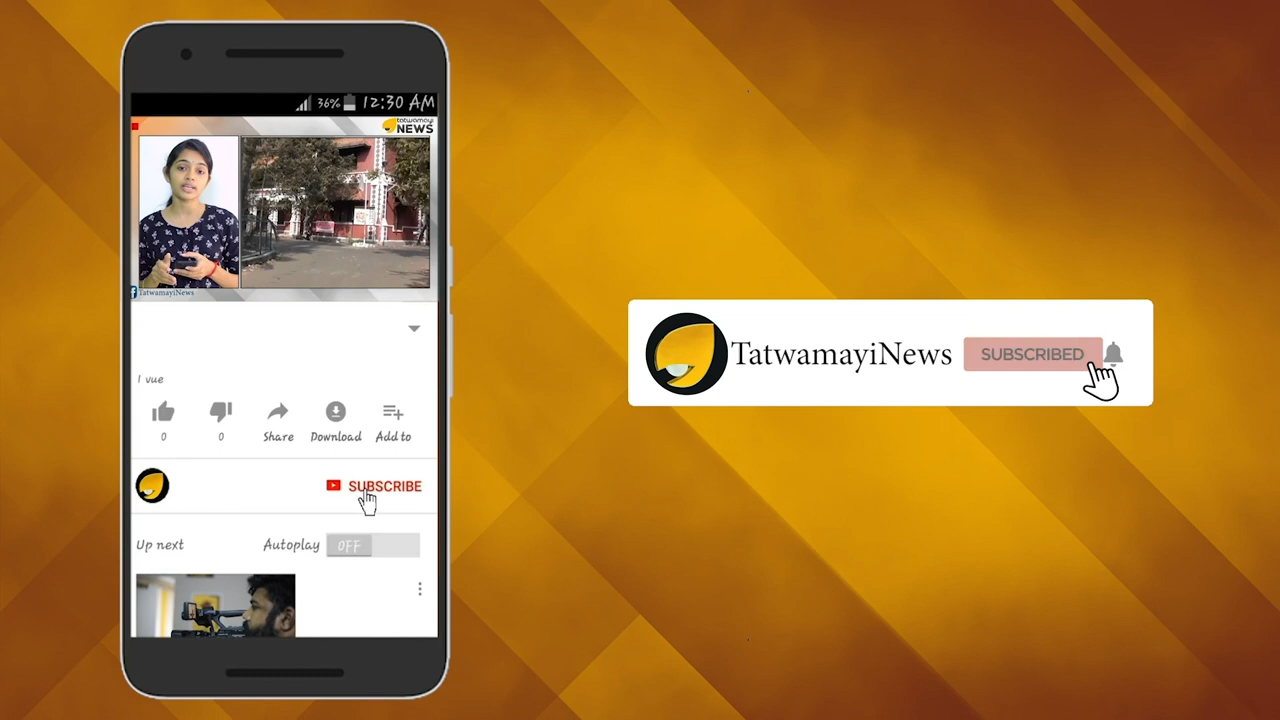 36% 12:30 AM
tatwamayi
NEWS
TatwamayiNews
1 vue
0 0 Share Download Add to
SUBSCRIBE
Up next Autoplay OFF
TatwamayiNews SUBSCRIBED